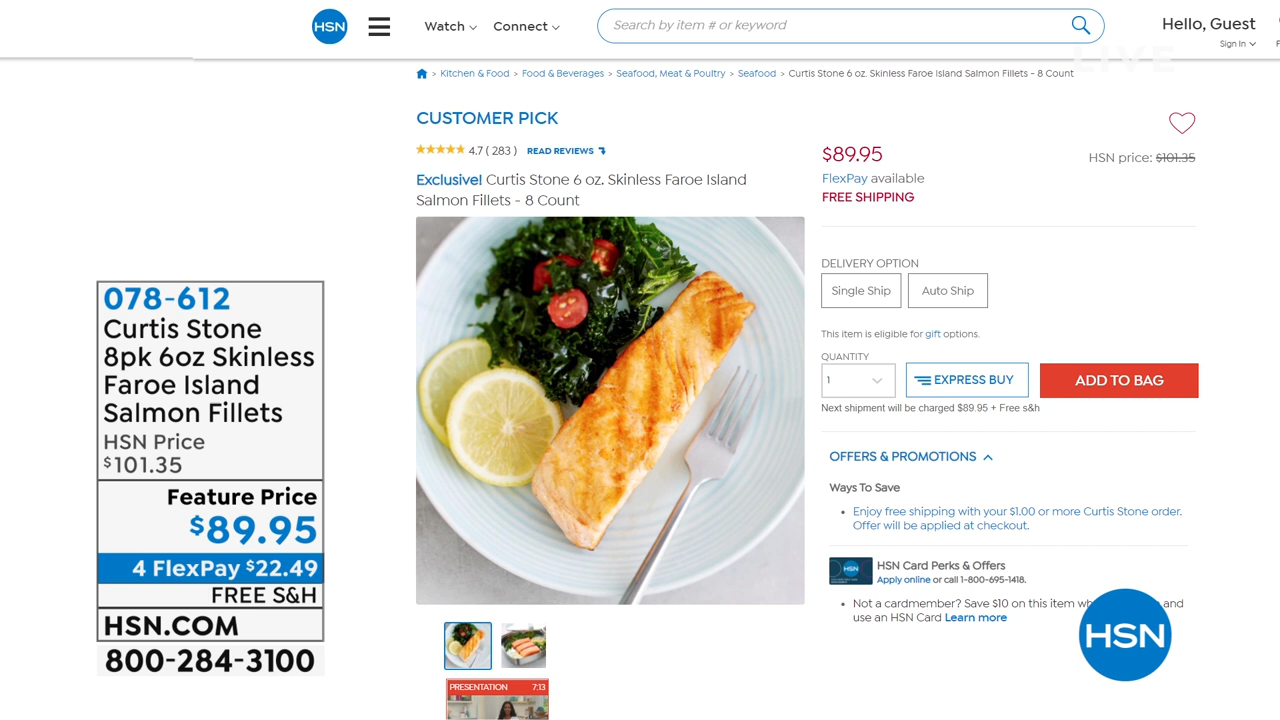 HSN
Watch
Connect
Search by item # or keyword
Hello, Guest
Sign In
LIVE
> Kitchen & Food > Food & Beverages > Seafood, Meat & Poultry > Seafood > Curtis Stone 6 oz. Skinless Faroe Island Salmon Fillets - 8 Count
CUSTOMER PICK
4.7 ( 283 ) READ REVIEWS
Exclusive! Curtis Stone 6 oz. Skinless Faroe Island
Salmon Fillets - 8 Count
$89.95
HSN price: $101.35
FlexPay available
FREE SHIPPING
DELIVERY OPTION
Single Ship
Auto Ship
This item is eligible for gift options.
QUANTITY
1
EXPRESS BUY
ADD TO BAG
Next shipment will be charged $89.95 + Free s&h
OFFERS & PROMOTIONS
Ways To Save
• Enjoy free shipping with your $1.00 or more Curtis Stone order.
Offer will be applied at checkout.
HSN
HSN Card Perks & Offers
Apply online or call 1-800-695-1418.
• Not a cardmember? Save $10 on this item and
use an HSN Card Learn more
HSN
PRESENTATION 7:13
078-612
Curtis Stone
8pk 6oz Skinless
Faroe Island
Salmon Fillets
HSN Price
$101.35
Feature Price
$89.95
4 FlexPay $22.49
FREE S&H
HSN.COM
800-284-3100